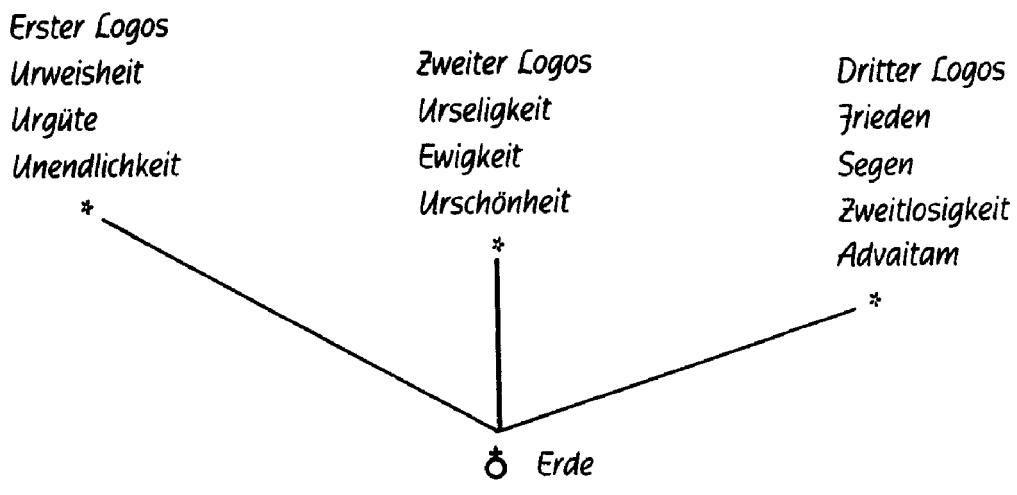 Erster Logos
Urweisheit
Urgüte
Unendlichkeit
*
Zweiter Logos
Urseligkeit
Ewigkeit
Urschönheit
*
Dritter Logos
Frieden
Segen
Zweitlosigkeit
Advaitam
*
♁ Erde